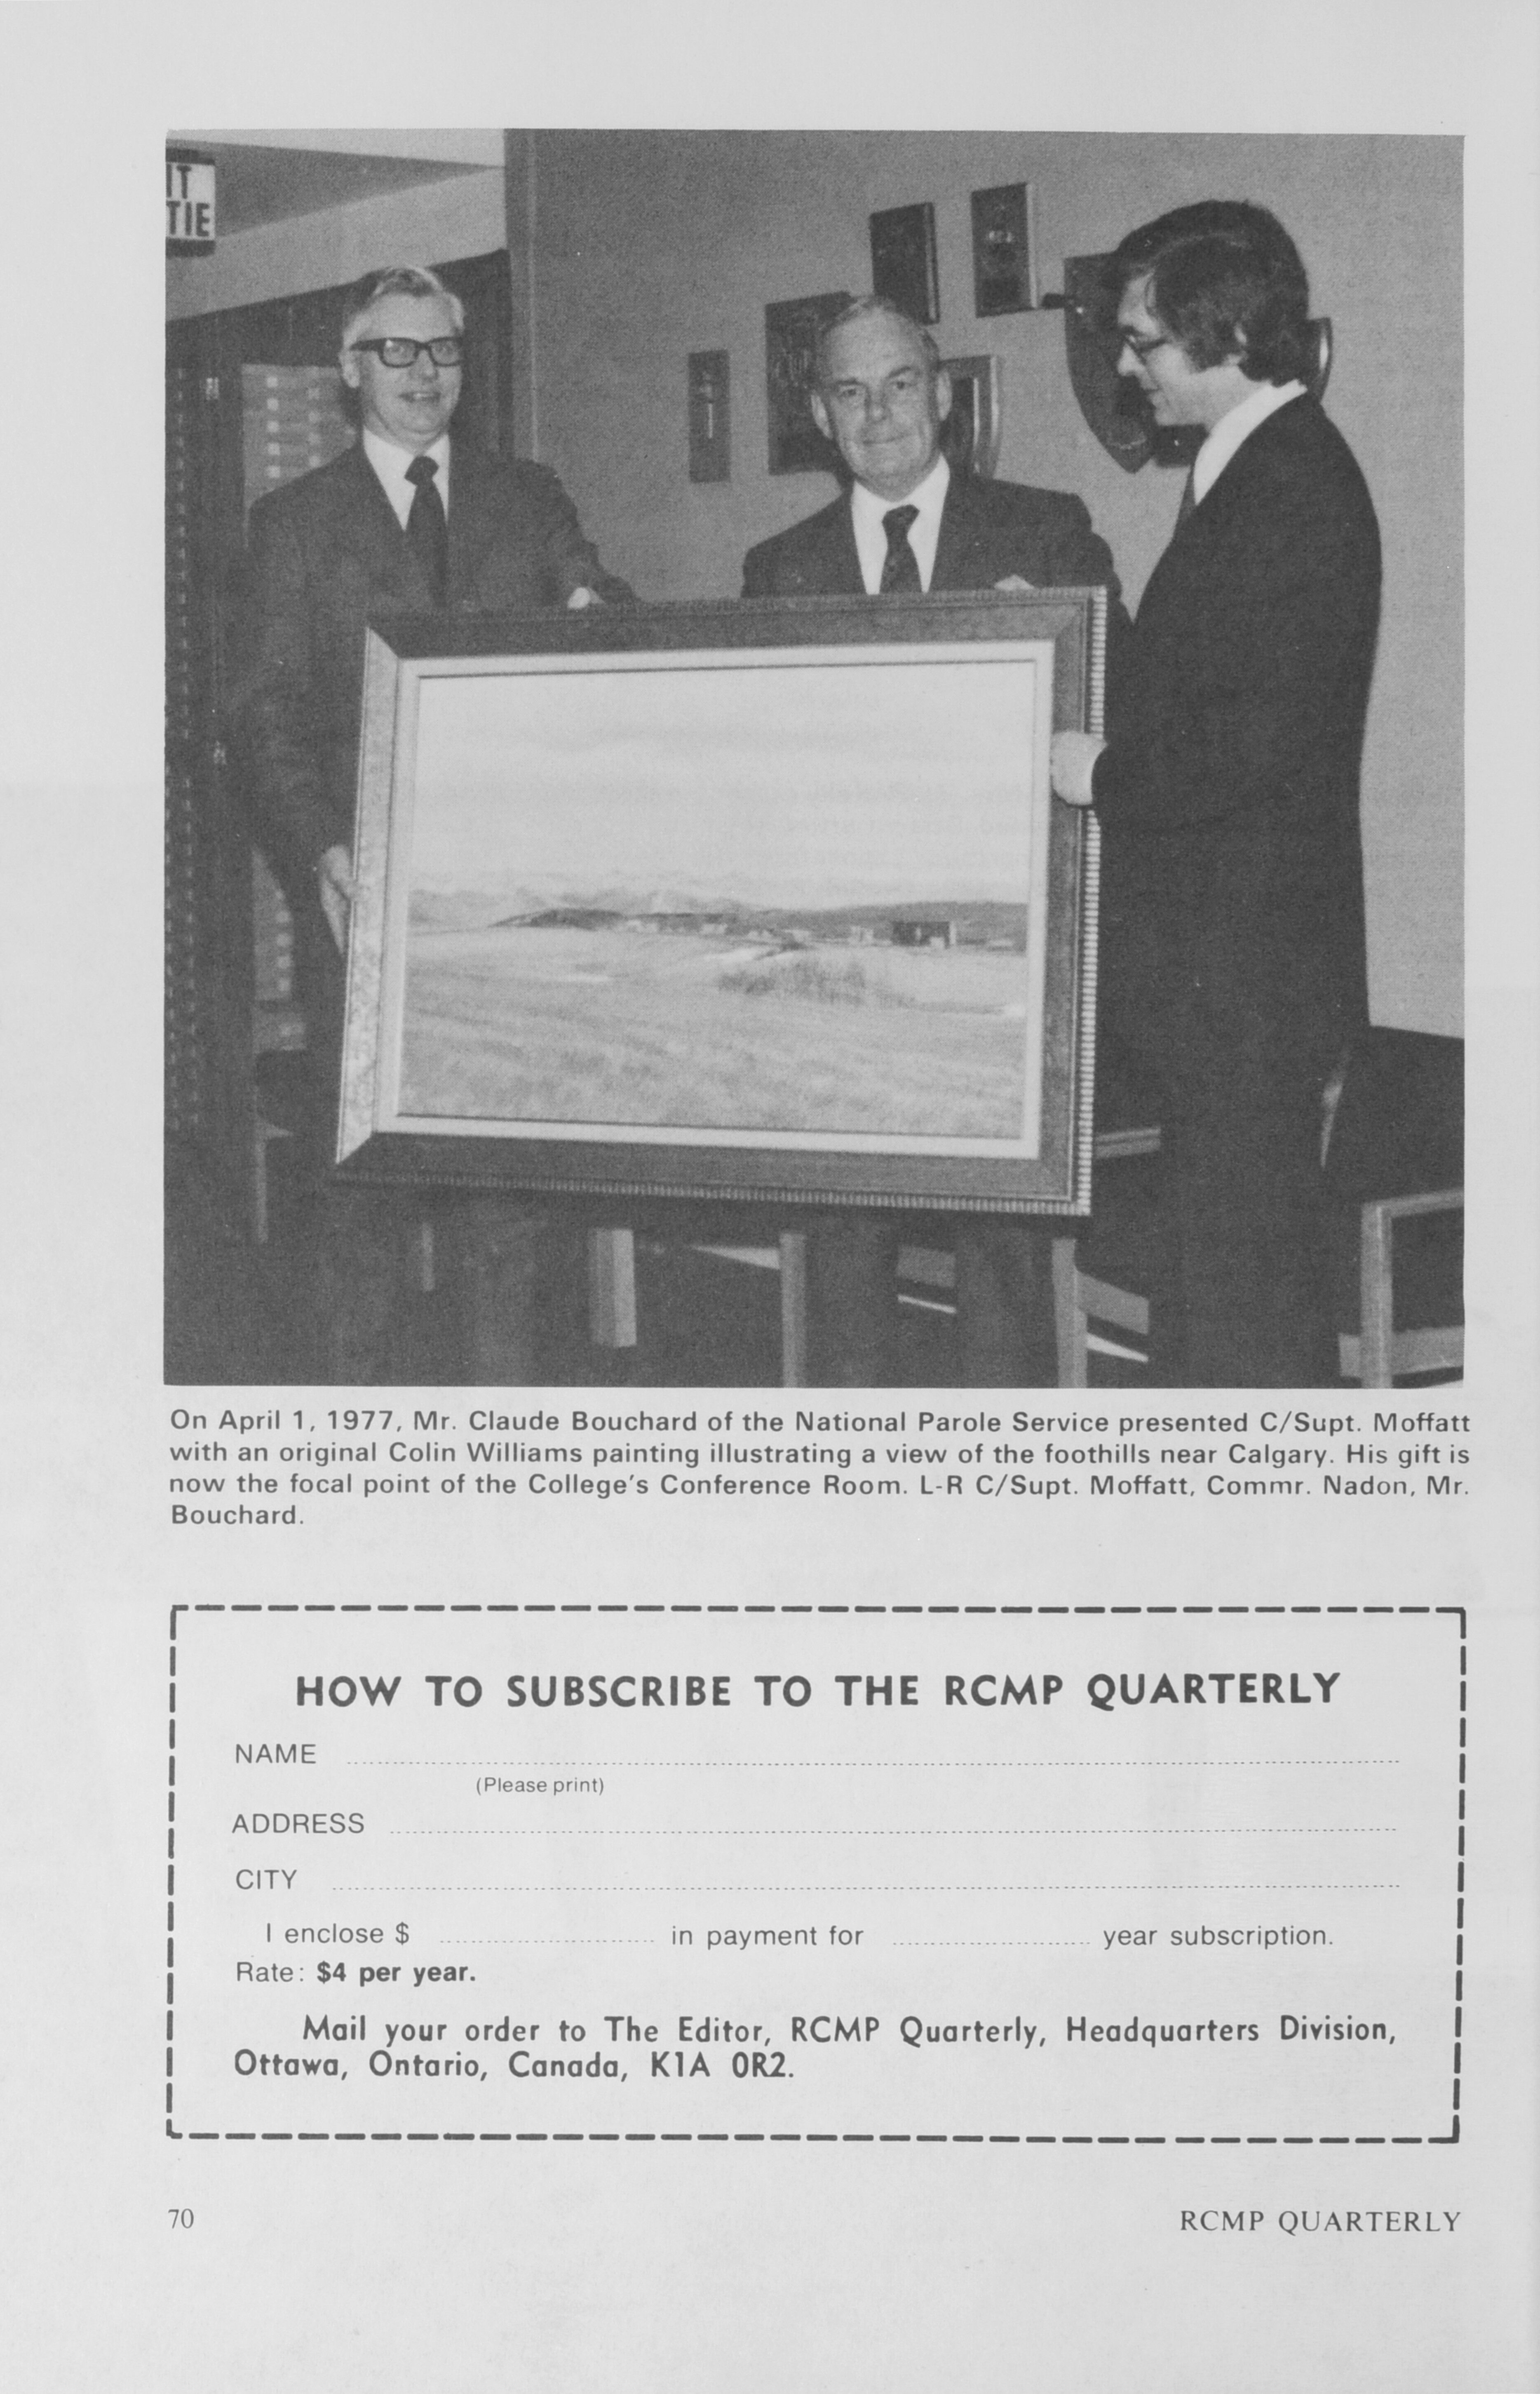 IT
TIE
On April 1, 1977, Mr. Claude Bouchard of the National Parole Service presented C/Supt. Moffatt
with an original Colin Williams painting illustrating a view of the foothills near Calgary. His gift is
now the focal point of the College's Conference Room. L-R C/Supt. Moffatt, Commr. Nadon, Mr.
Bouchard.
HOW TO SUBSCRIBE TO THE RCMP QUARTERLY
NAME
(Please print)
ADDRESS
CITY
I enclose $ in payment for year subscription.
Rate: $4 per year.
Mail your order to The Editor, RCMP Quarterly, Headquarters Division,
Ottawa, Ontario, Canada, K1A 0R2.
70 RCMP QUARTERLY